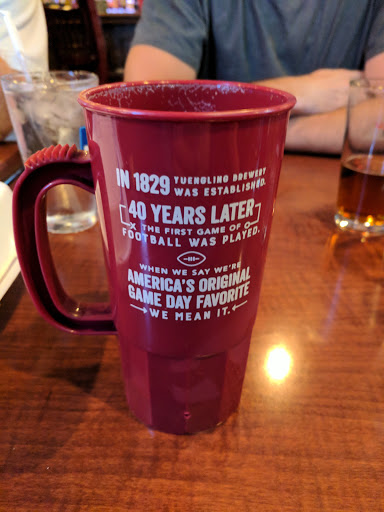 IN 1829 YUENGLING BREWERY
WAS ESTABLISHED.
40 YEARS LATER
X THE FIRST GAME OF O
FOOTBALL WAS PLAYED.
WHEN WE SAY WE'RE
AMERICA'S ORIGINAL
GAME DAY FAVORITE
WE MEAN IT.